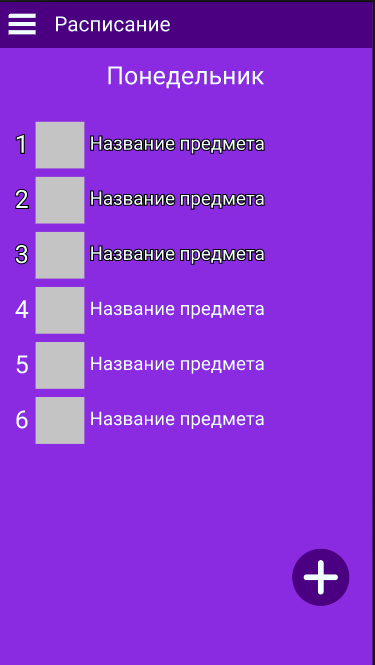 Расписание
Понедельник
1 Название предмета
2 Название предмета
3 Название предмета
4 Название предмета
5 Название предмета
6 Название предмета